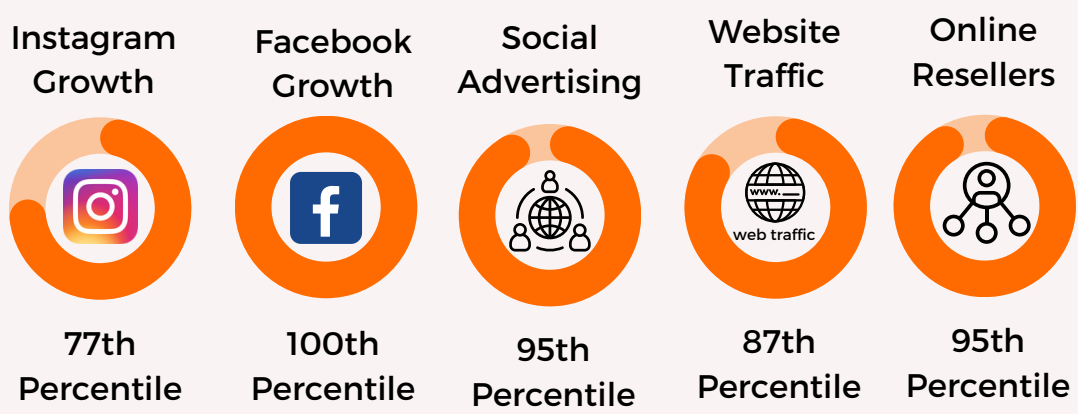 Instagram
Growth
Facebook
Growth
Social
Advertising
Website
Traffic
Online
Resellers
www.
web traffic
77th
Percentile
100th
Percentile
95th
Percentile
87th
Percentile
95th
Percentile